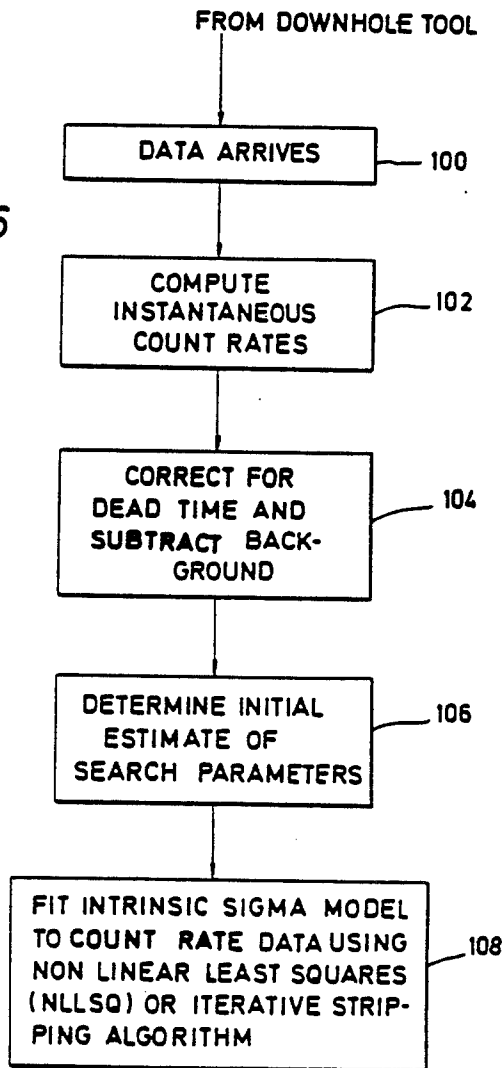 FROM DOWNHOLE TOOL
DATA ARRIVES
100
6
COMPUTE
INSTANTANEOUS
COUNT RATES
102
CORRECT FOR
DEAD TIME AND
SUBTRACT BACK-
GROUND
104
DETERMINE INITIAL
ESTIMATE OF
SEARCH PARAMETERS
106
FIT INTRINSIC SIGMA MODEL
TO COUNT RATE DATA USING
NON LINEAR LEAST SQUARES
(NLLSQ) OR ITERATIVE STRIP-
PING ALGORITHM
108